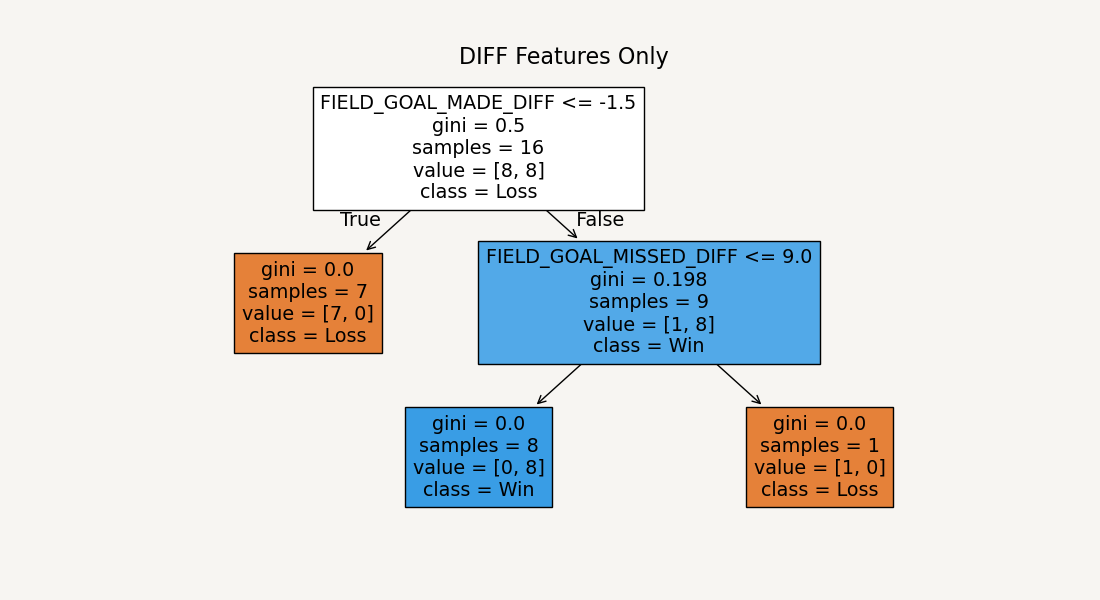 DIFF Features Only
FIELD_GOAL_MADE_DIFF <= -1.5
gini = 0.5
samples = 16
value = [8, 8]
class = Loss
True
False
gini = 0.0
samples = 7
value = [7, 0]
class = Loss
FIELD_GOAL_MISSED_DIFF <= 9.0
gini = 0.198
samples = 9
value = [1, 8]
class = Win
gini = 0.0
samples = 8
value = [0, 8]
class = Win
gini = 0.0
samples = 1
value = [1, 0]
class = Loss